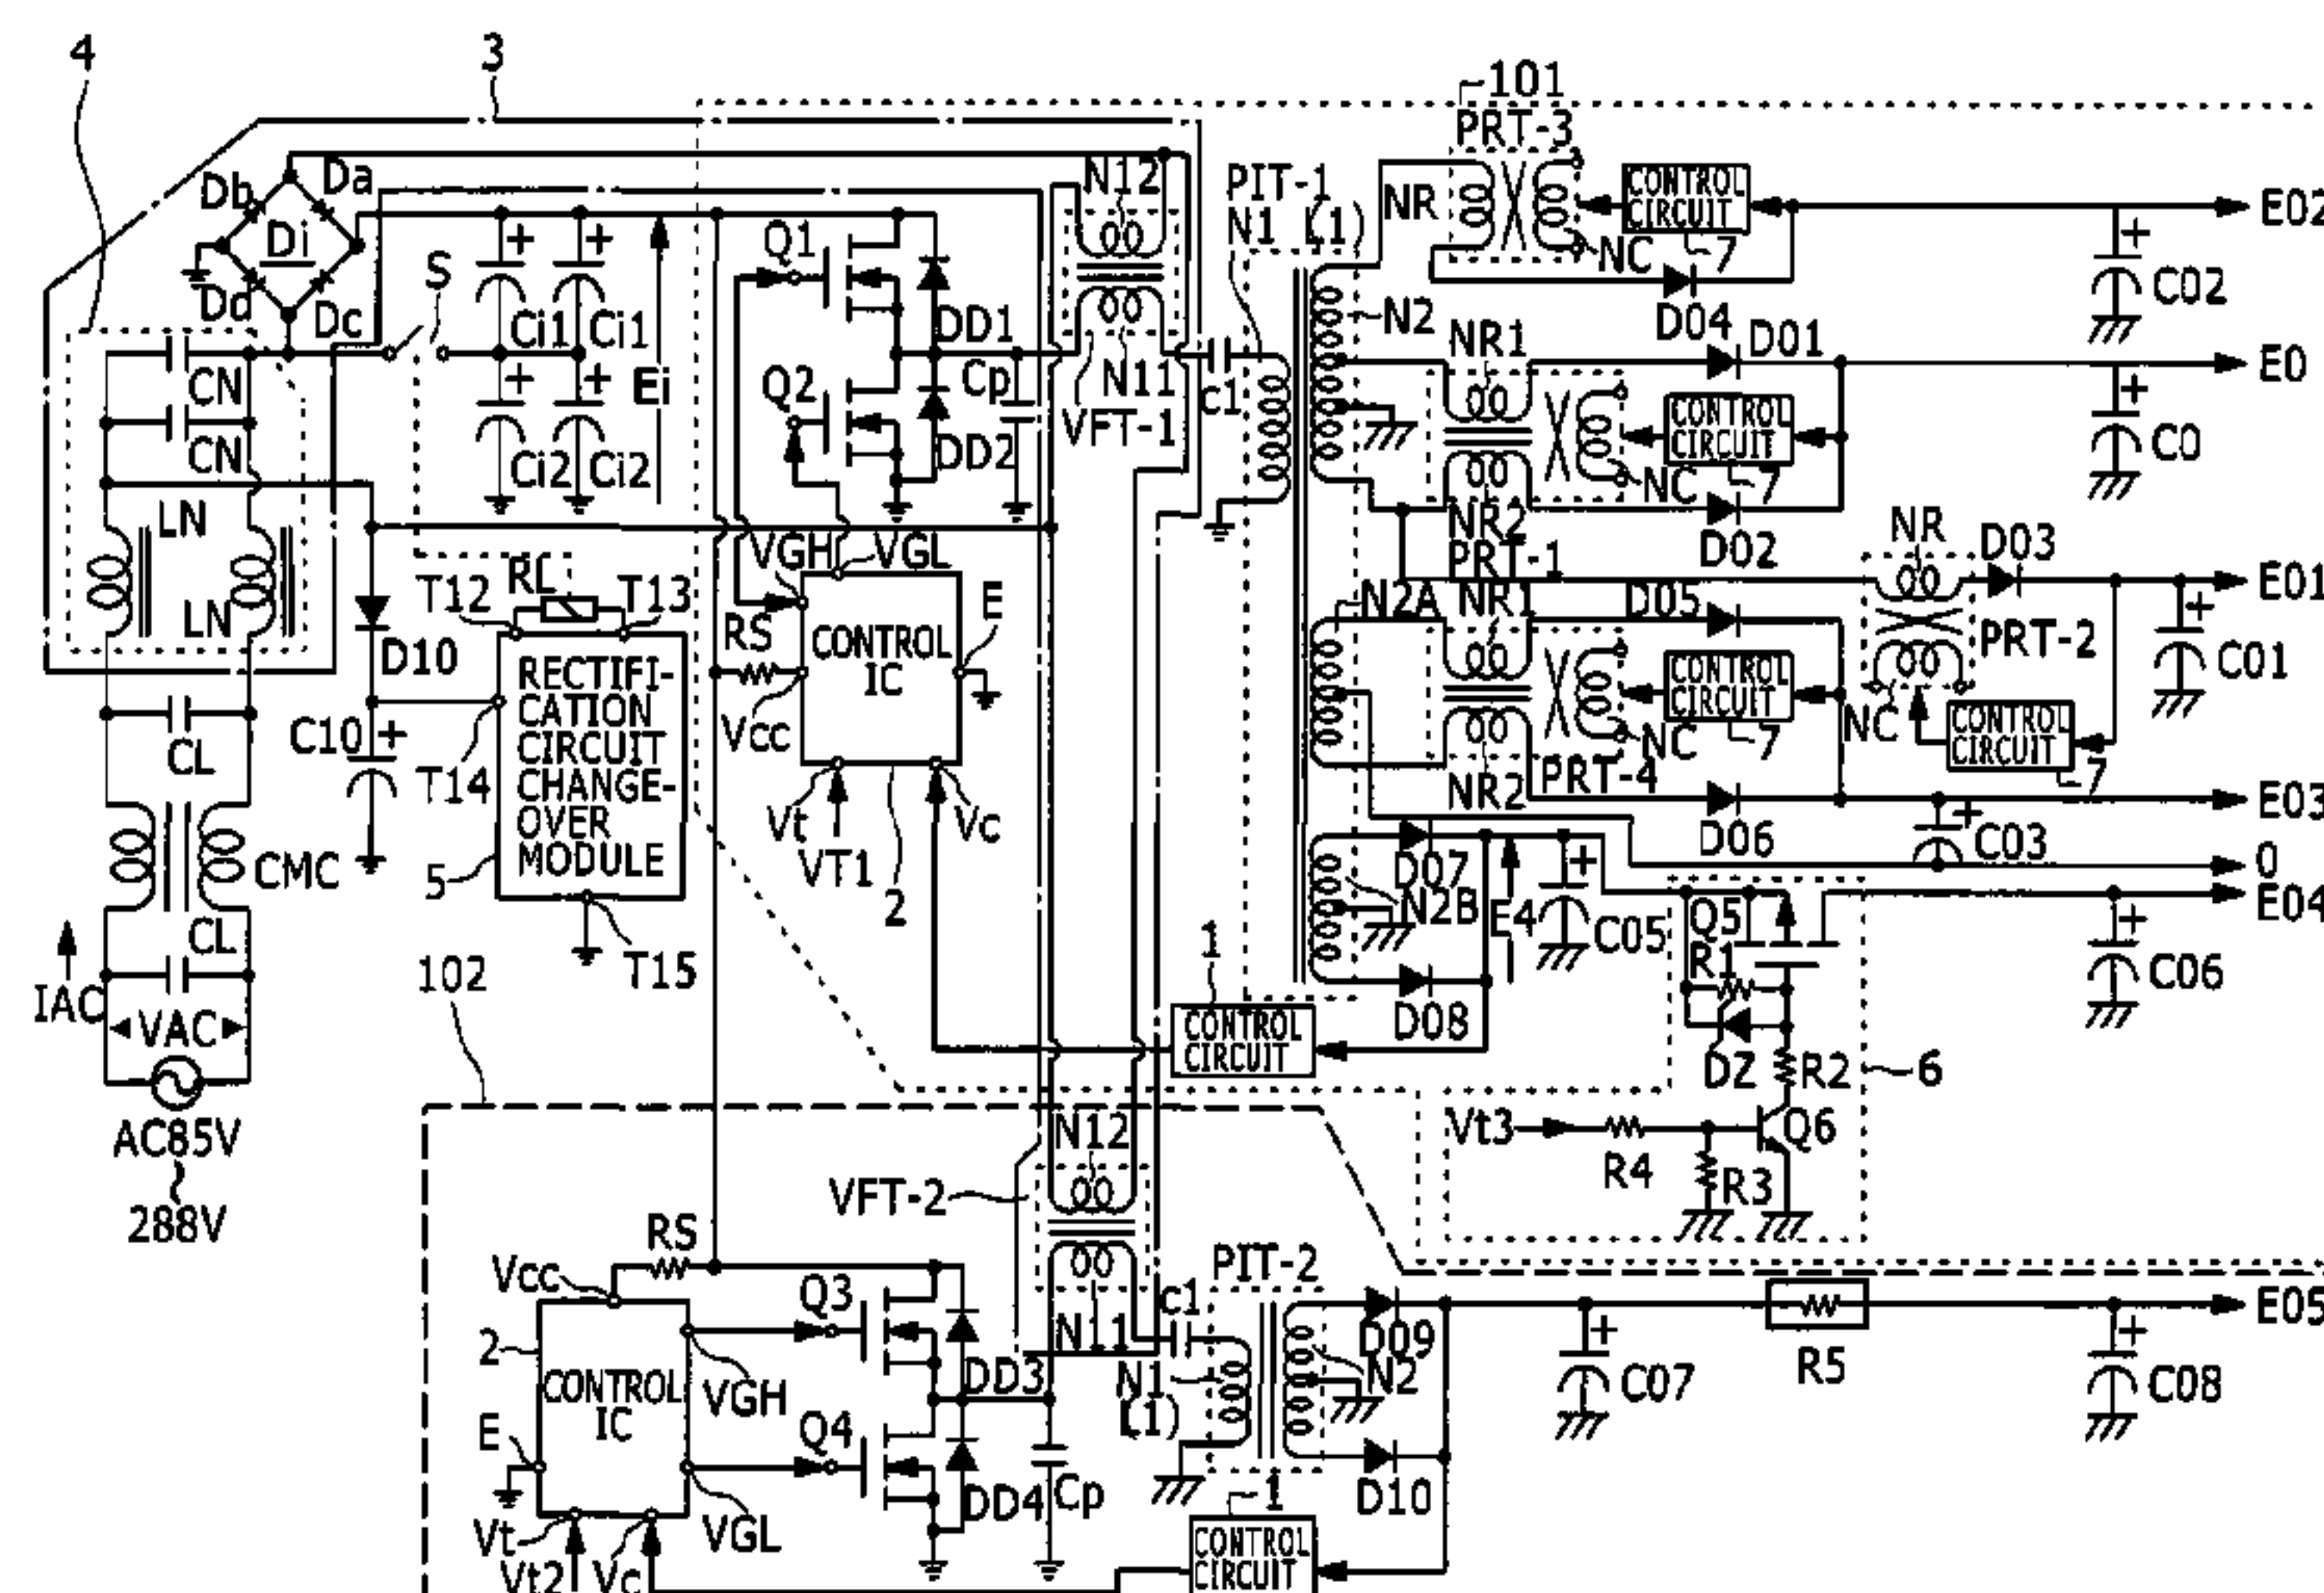 4
3
101
PRT-3
Db
Da
Di
Dd
Dc
S
CN
CN
LN
LN
Ci1
Ci1
Ci2
Ci2
Ei
Q1
Q2
DD1
DD2
Cp
N12
N11
VFT-1
c1
PIT-1
N1 (L1)
NR
NC
CONTROL
CIRCUIT
7
D04
E02
C02
N2
NR1
D01
E0
CONTROL
CIRCUIT
C0
NC
7
NR2
D02
PRT-1
NR
D03
E01
C01
PRT-2
NC
CONTROL
CIRCUIT
7
N2A
NR1
D05
CONTROL
CIRCUIT
NC
7
NR2
PRT-4
D06
E03
C03
0
E04
D07
N2B
E4
C05
D08
Q5
R1
DZ
R2
6
C06
Vt3
R4
R3
Q6
VGH
VGL
RS
CONTROL
IC
E
Vcc
Vt
VT1
Vc
2
T12
RL
T13
D10
C10
+
T14
RECTIFI-
CATION
CIRCUIT
CHANGE-
OVER
MODULE
5
T15
CL
CMC
CL
IAC
VAC
AC85V
~
288V
102
1
CONTROL
CIRCUIT
N12
VFT-2
N11
RS
Vcc
2
CONTROL
IC
E
VGH
VGL
Vt
Vt2
Vc
Q3
Q4
DD3
DD4
Cp
c1
N1
(L1)
PIT-2
D09
N2
D10
C07
R5
E05
C08
1
CONTROL
CIRCUIT